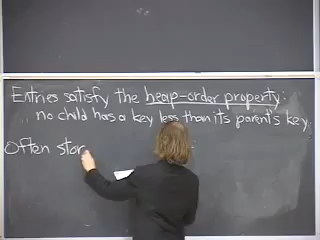 Entries satisfy the heap-order property:
no child has a key less than its parent's key.
Often stor